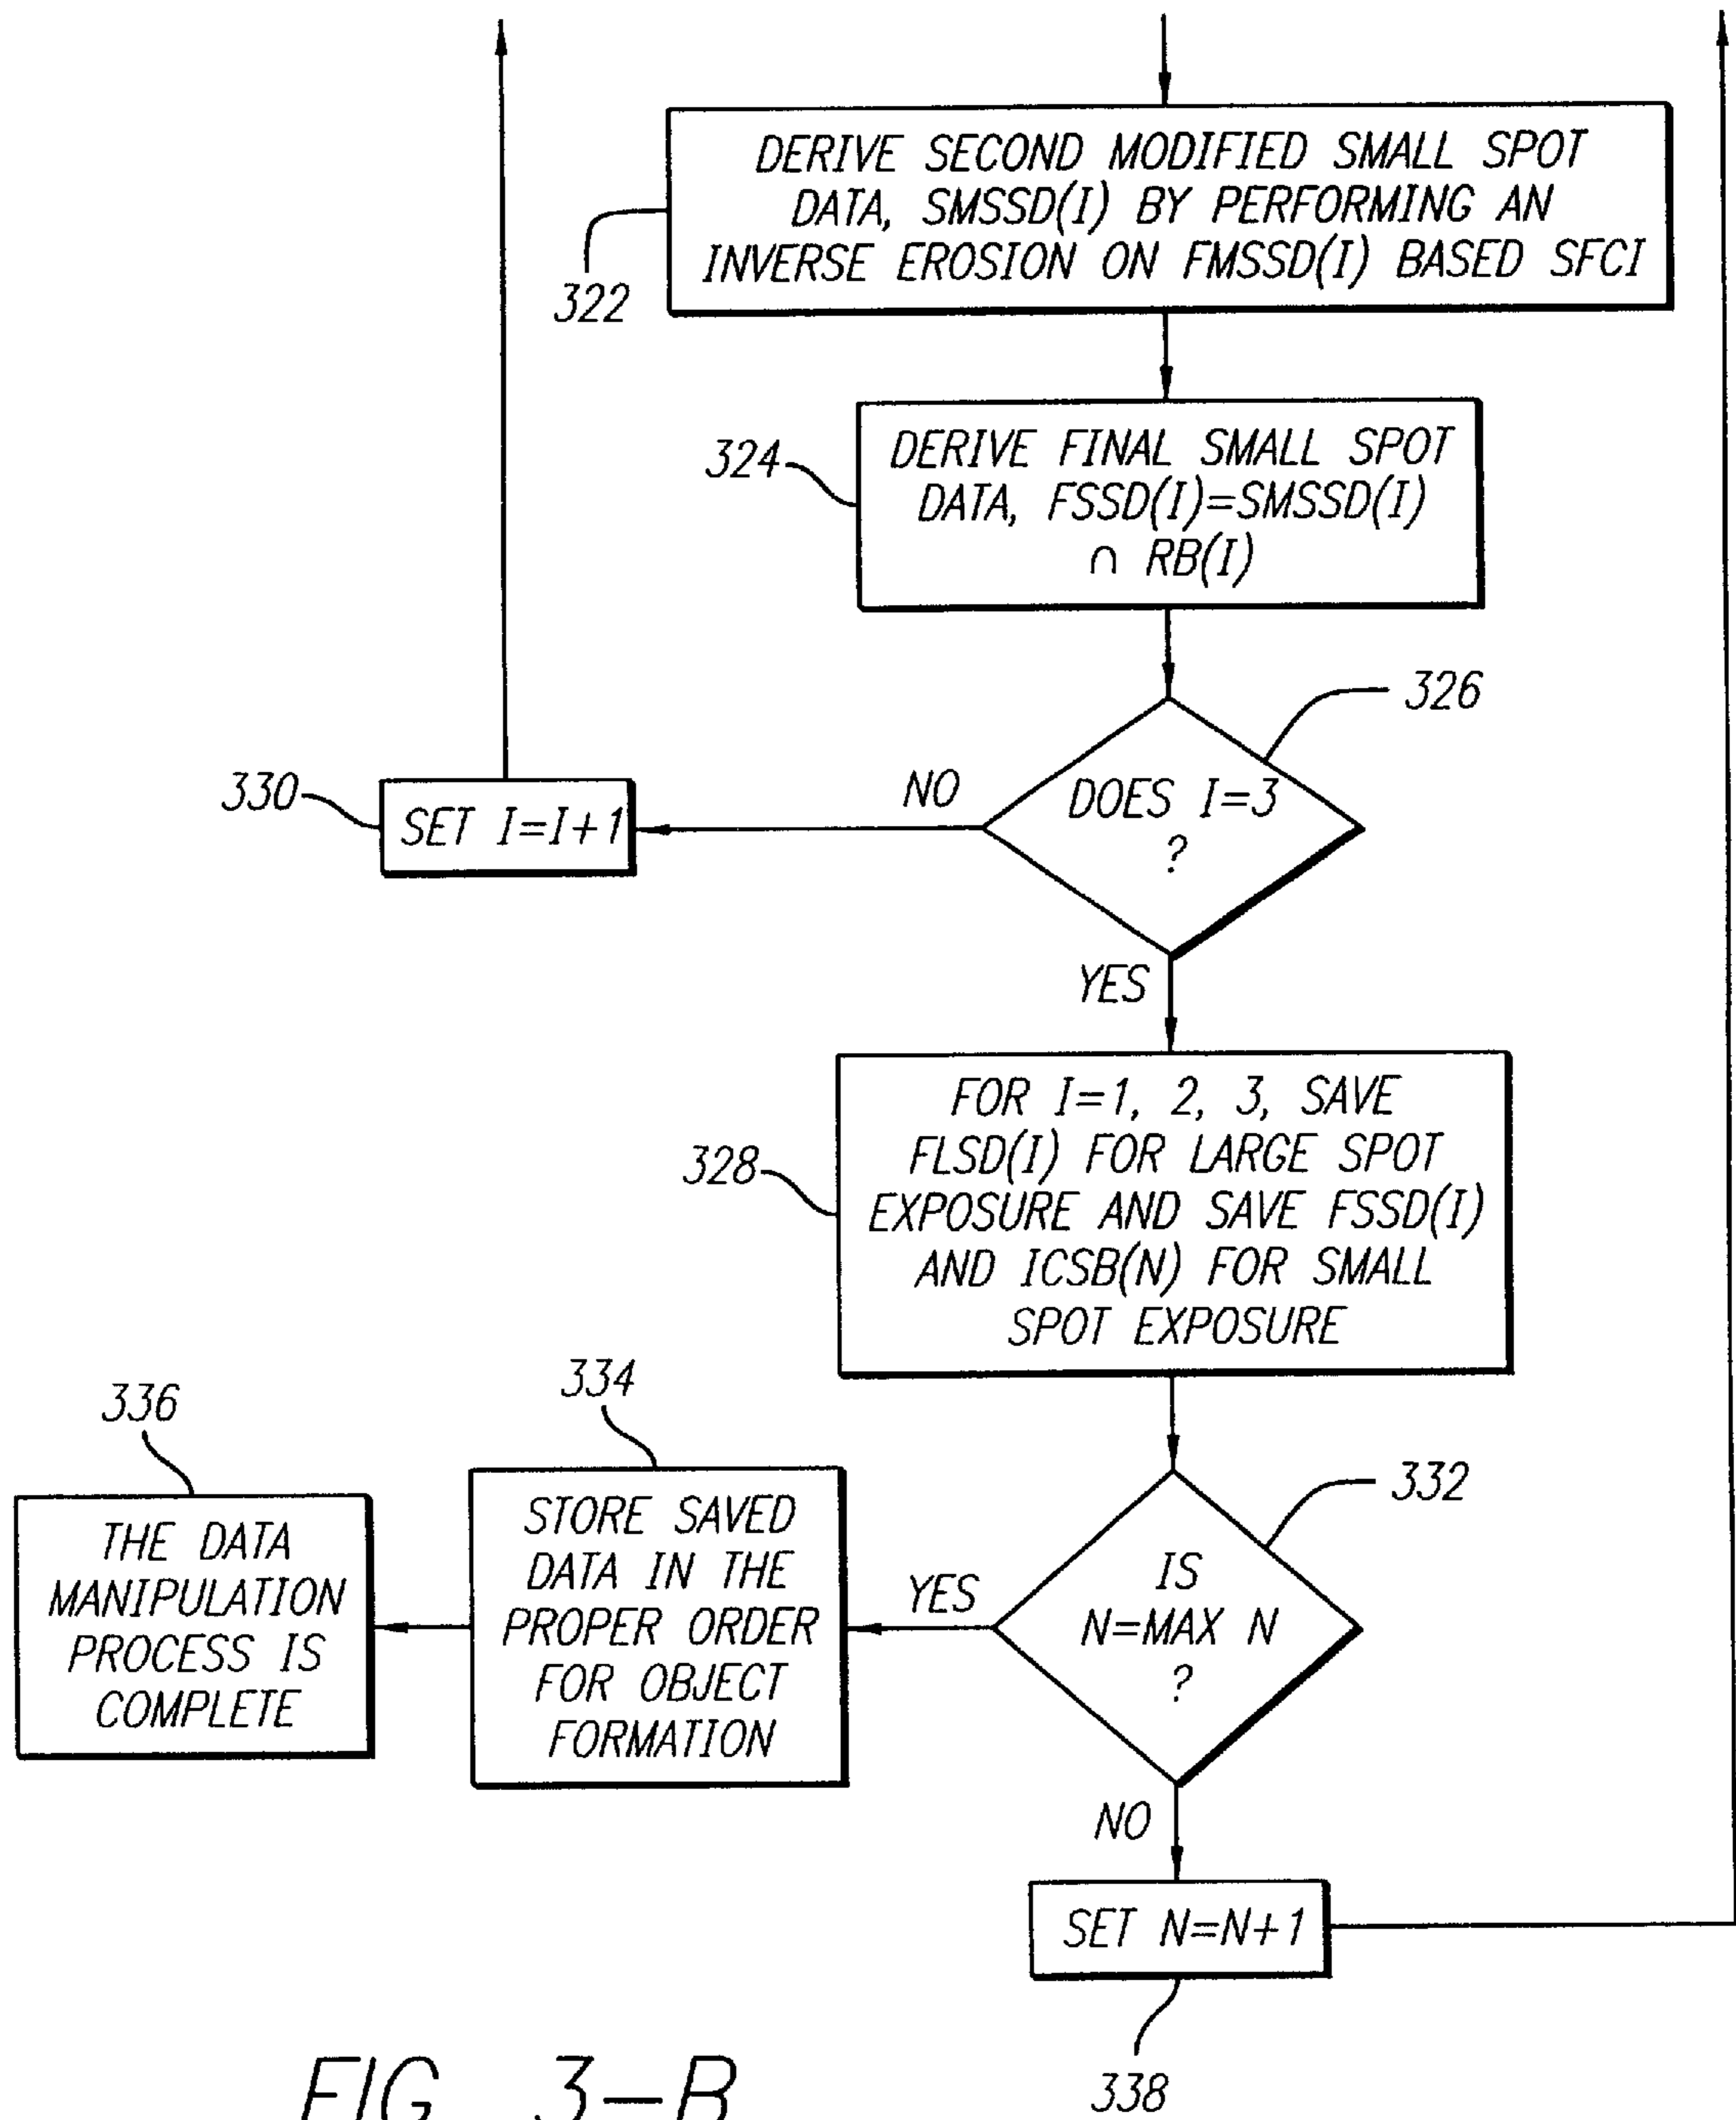 DERIVE SECOND MODIFIED SMALL SPOT
DATA, SMSSD(I) BY PERFORMING AN
INVERSE EROSION ON FMSSD(I) BASED SFCI
322
324
DERIVE FINAL SMALL SPOT
DATA, FSSD(I)=SMSSD(I)
∩ RB(I)
326
330
SET I=I+1
NO
DOES I=3
?
YES
328
FOR I=1, 2, 3, SAVE
FLSD(I) FOR LARGE SPOT
EXPOSURE AND SAVE FSSD(I)
AND ICSB(N) FOR SMALL
SPOT EXPOSURE
336
THE DATA
MANIPULATION
PROCESS IS
COMPLETE
334
STORE SAVED
DATA IN THE
PROPER ORDER
FOR OBJECT
FORMATION
YES
332
IS
N=MAX N
?
NO
SET N=N+1
338
FIG. 3-B